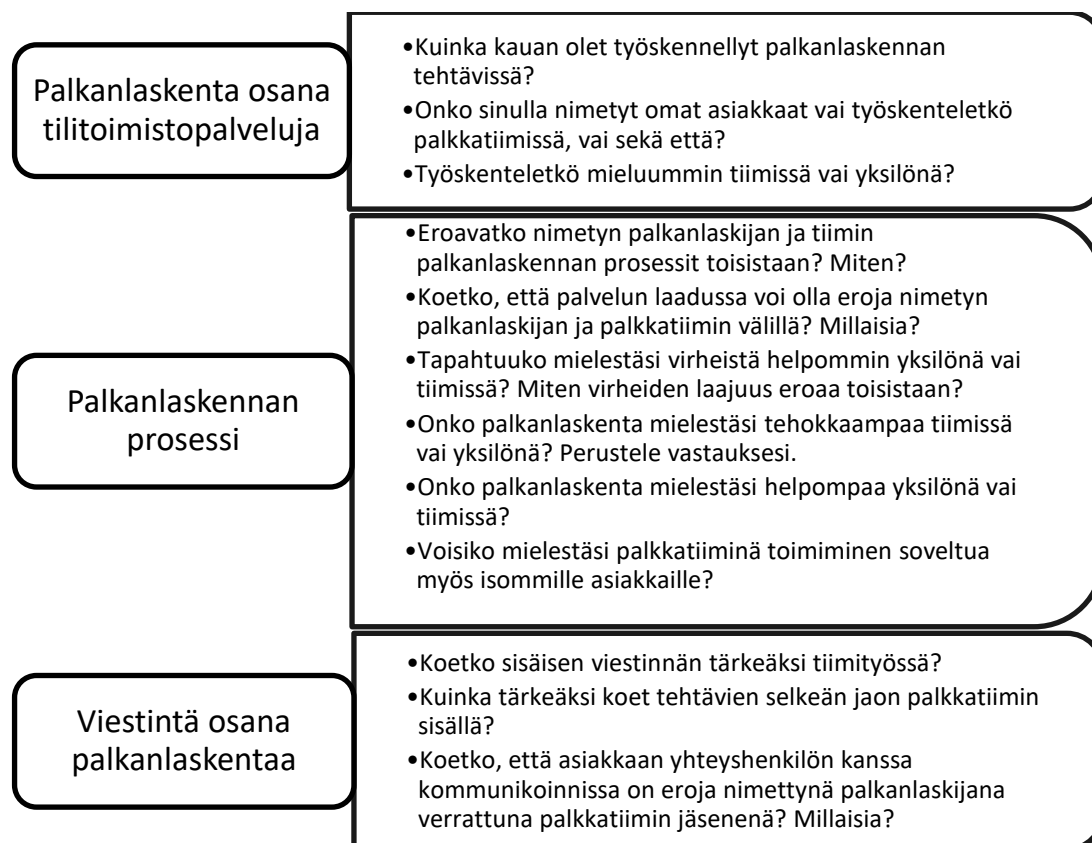 Palkanlaskenta osana
tilitoimistopalveluja
•Kuinka kauan olet työskennellyt palkanlaskennan
tehtävissä?
•Onko sinulla nimetyt omat asiakkaat vai työskenteletkö
palkkatiimissä, vai sekä että?
•Työskenteletkö mieluummin tiimissä vai yksilönä?
Palkanlaskennan
prosessi
•Eroavatko nimetyn palkanlaskijan ja tiimin
palkanlaskennan prosessit toisistaan? Miten?
•Koetko, että palvelun laadussa voi olla eroja nimetyn
palkanlaskijan ja palkkatiimin välillä? Millaisia?
•Tapahtuuko mielestäsi virheistä helpommin yksilönä vai
tiimissä? Miten virheiden laajuus eroaa toisistaan?
•Onko palkanlaskenta mielestäsi tehokkaampaa tiimissä
vai yksilönä? Perustele vastauksesi.
•Onko palkanlaskenta mielestäsi helpompaa yksilönä vai
tiimissä?
•Voisiko mielestäsi palkkatiiminä toimiminen soveltua
myös isommille asiakkaille?
Viestintä osana
palkanlaskentaa
•Koetko sisäisen viestinnän tärkeäksi tiimityössä?
•Kuinka tärkeäksi koet tehtävien selkeän jaon palkkatiimin
sisällä?
•Koetko, että asiakkaan yhteyshenkilön kanssa
kommunikoinnissa on eroja nimettynä palkanlaskijana
verrattuna palkkatiimin jäsenenä? Millaisia?